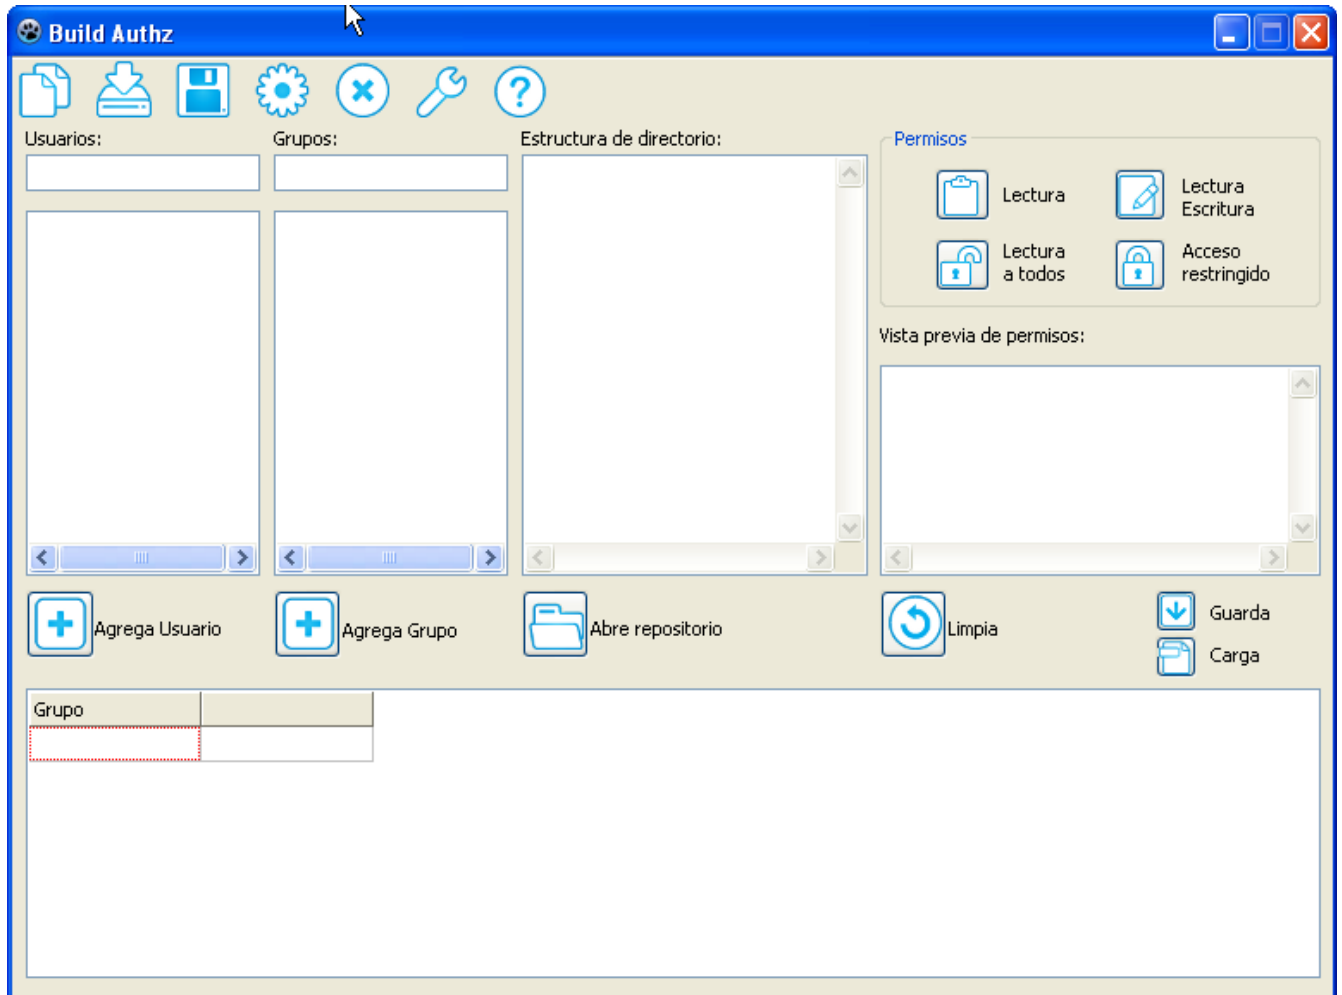 Build Authz
Usuarios:
Grupos:
Estructura de directorio:
Permisos
Lectura
Lectura
Escritura
Lectura
a todos
Acceso
restringido
Vista previa de permisos:
Agrega Usuario
Agrega Grupo
Abre repositorio
Limpia
Guarda
Carga
Grupo